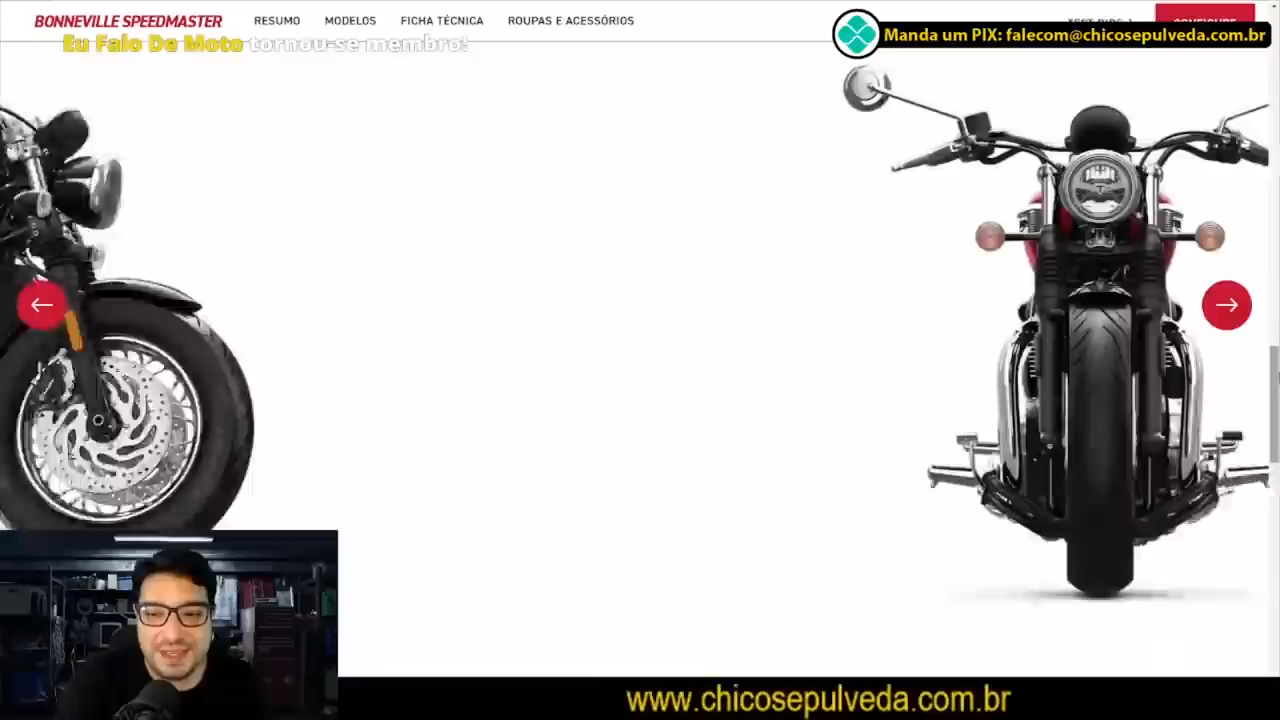 BONNEVILLE SPEEDMASTER RESUMO MODELOS FICHA TÉCNICA ROUPAS E ACESSÓRIOS
Eu Falo De Moto tornou-se membro!
Manda um PIX: falecom@chicosepulveda.com.br
www.chicosepulveda.com.br